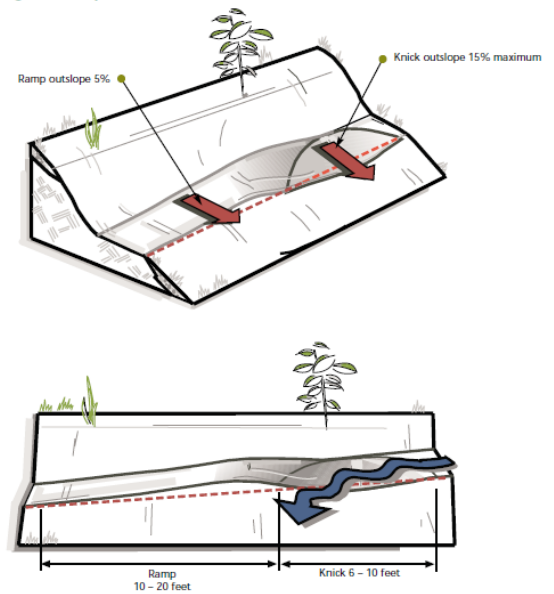 Knick outslope 15% maximum
Ramp outslope 5%
Ramp
10 – 20 feet
Knick 6 – 10 feet